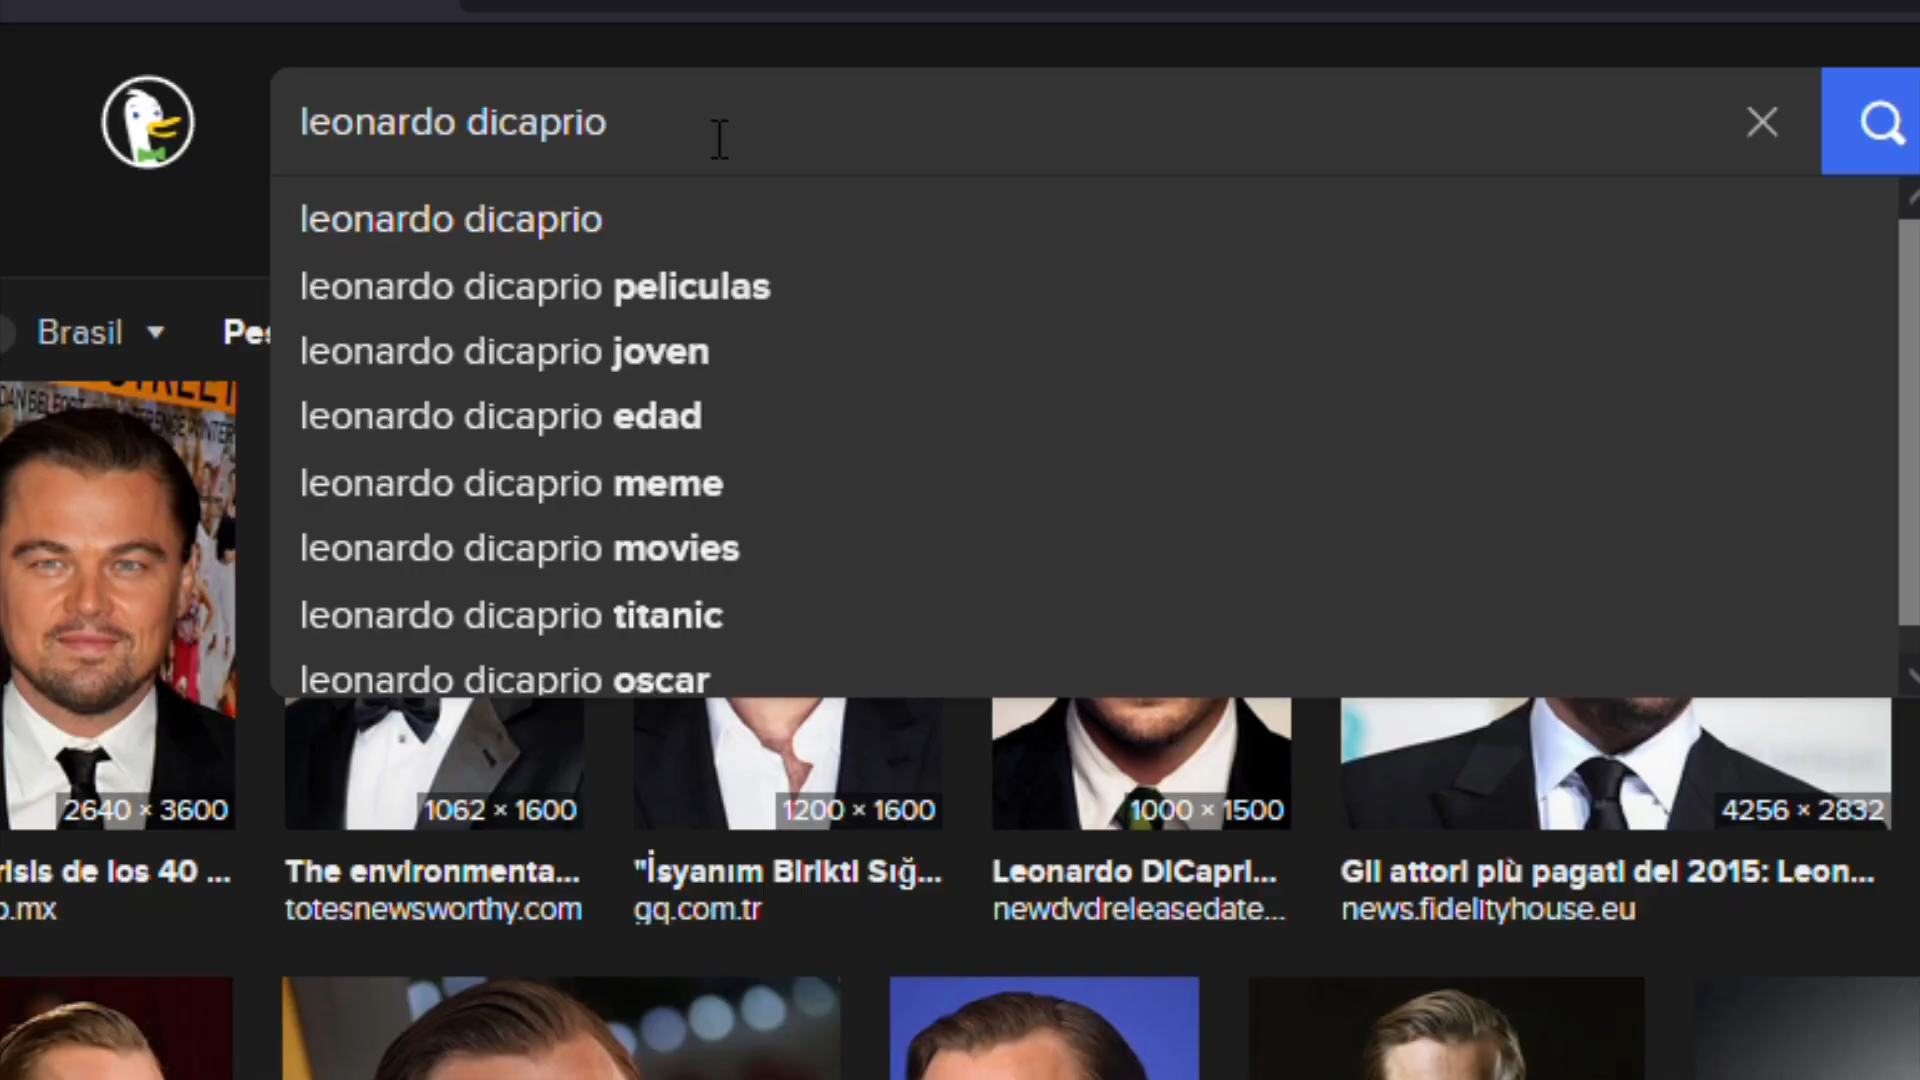 leonardo dicaprio
leonardo dicaprio
leonardo dicaprio peliculas
leonardo dicaprio joven
leonardo dicaprio edad
leonardo dicaprio meme
leonardo dicaprio movies
leonardo dicaprio titanic
leonardo dicaprio oscar
Brasil
Pes
2640 × 3600
1062 × 1600
1200 × 1600
1000 × 1500
4256 × 2832
risis de los 40 ...
The environmenta...
"İsyanım Birikti Sığ...
Leonardo DiCapri...
Gli attori più pagati del 2015: Leon...
o.mx
totesnewsworthy.com
gq.com.tr
newdvdreleasedate...
news.fidelityhouse.eu